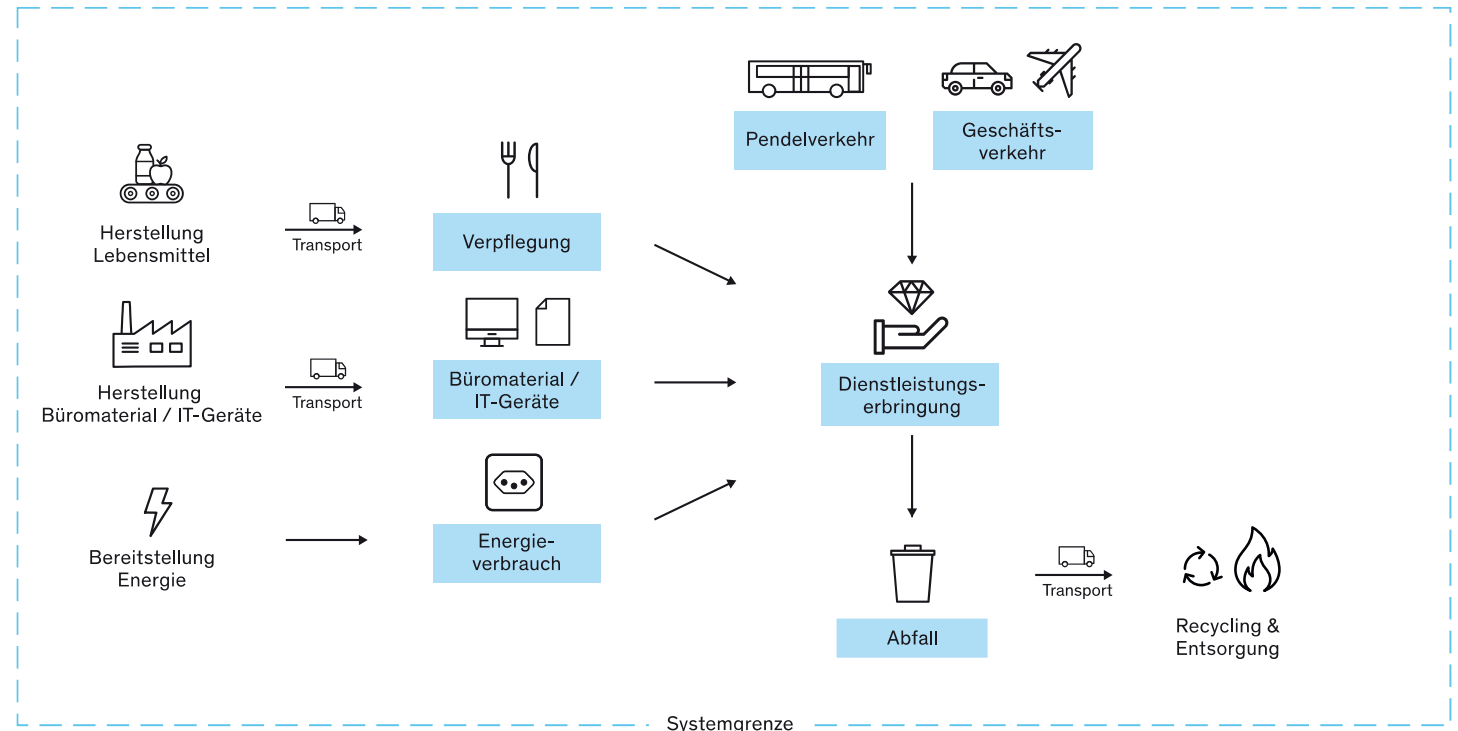 Pendelverkehr
Geschäfts-
verkehr
Herstellung
Lebensmittel
Transport
Verpflegung
Herstellung
Büromaterial / IT-Geräte
Transport
Büromaterial /
IT-Geräte
Dienstleistungs-
erbringung
Bereitstellung
Energie
Energie-
verbrauch
Abfall
Transport
Recycling &
Entsorgung
Systemgrenze